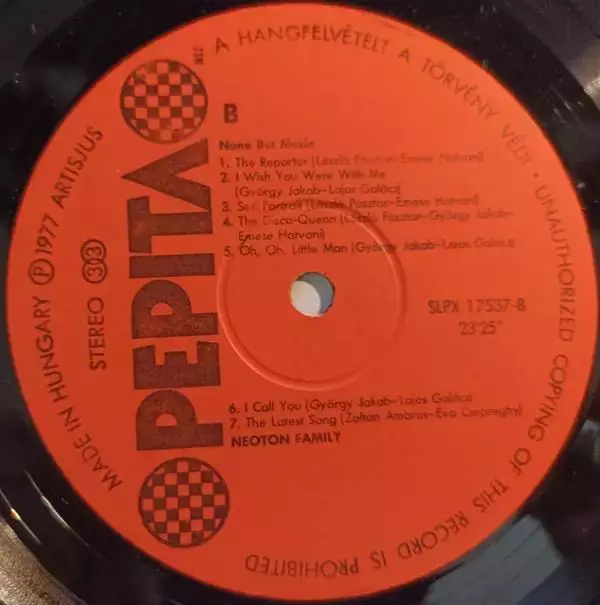 A HANGFELVÉTELT A TÖRVÉNY VÉDI · UNAUTHORIZED COPYING OF THIS RECORD IS PROHIBITED
MADE IN HUNGARY Ⓟ 1977 ARTISJUS
STEREO 33
PEPITA
MSZ
B
None But Music
1. The Reporter (László Pásztor–Emese Hatvani)
2. I Wish You Were With Me
(György Jakab–Lajos Galácz)
3. Self Portrait (László Pásztor–Emese Hatvani)
4. The Disco-Queen (László Pásztor–György Jakab–
Emese Hatvani)
5. Oh, Oh, Little Man (György Jakab–Lajos Galácz)
SLPX 17537-B
23'25"
6. I Call You (György Jakab–Lajos Galácz)
7. The Latest Song (Zoltán Ambrus–Éva Csepreghy)
NEOTON FAMILY